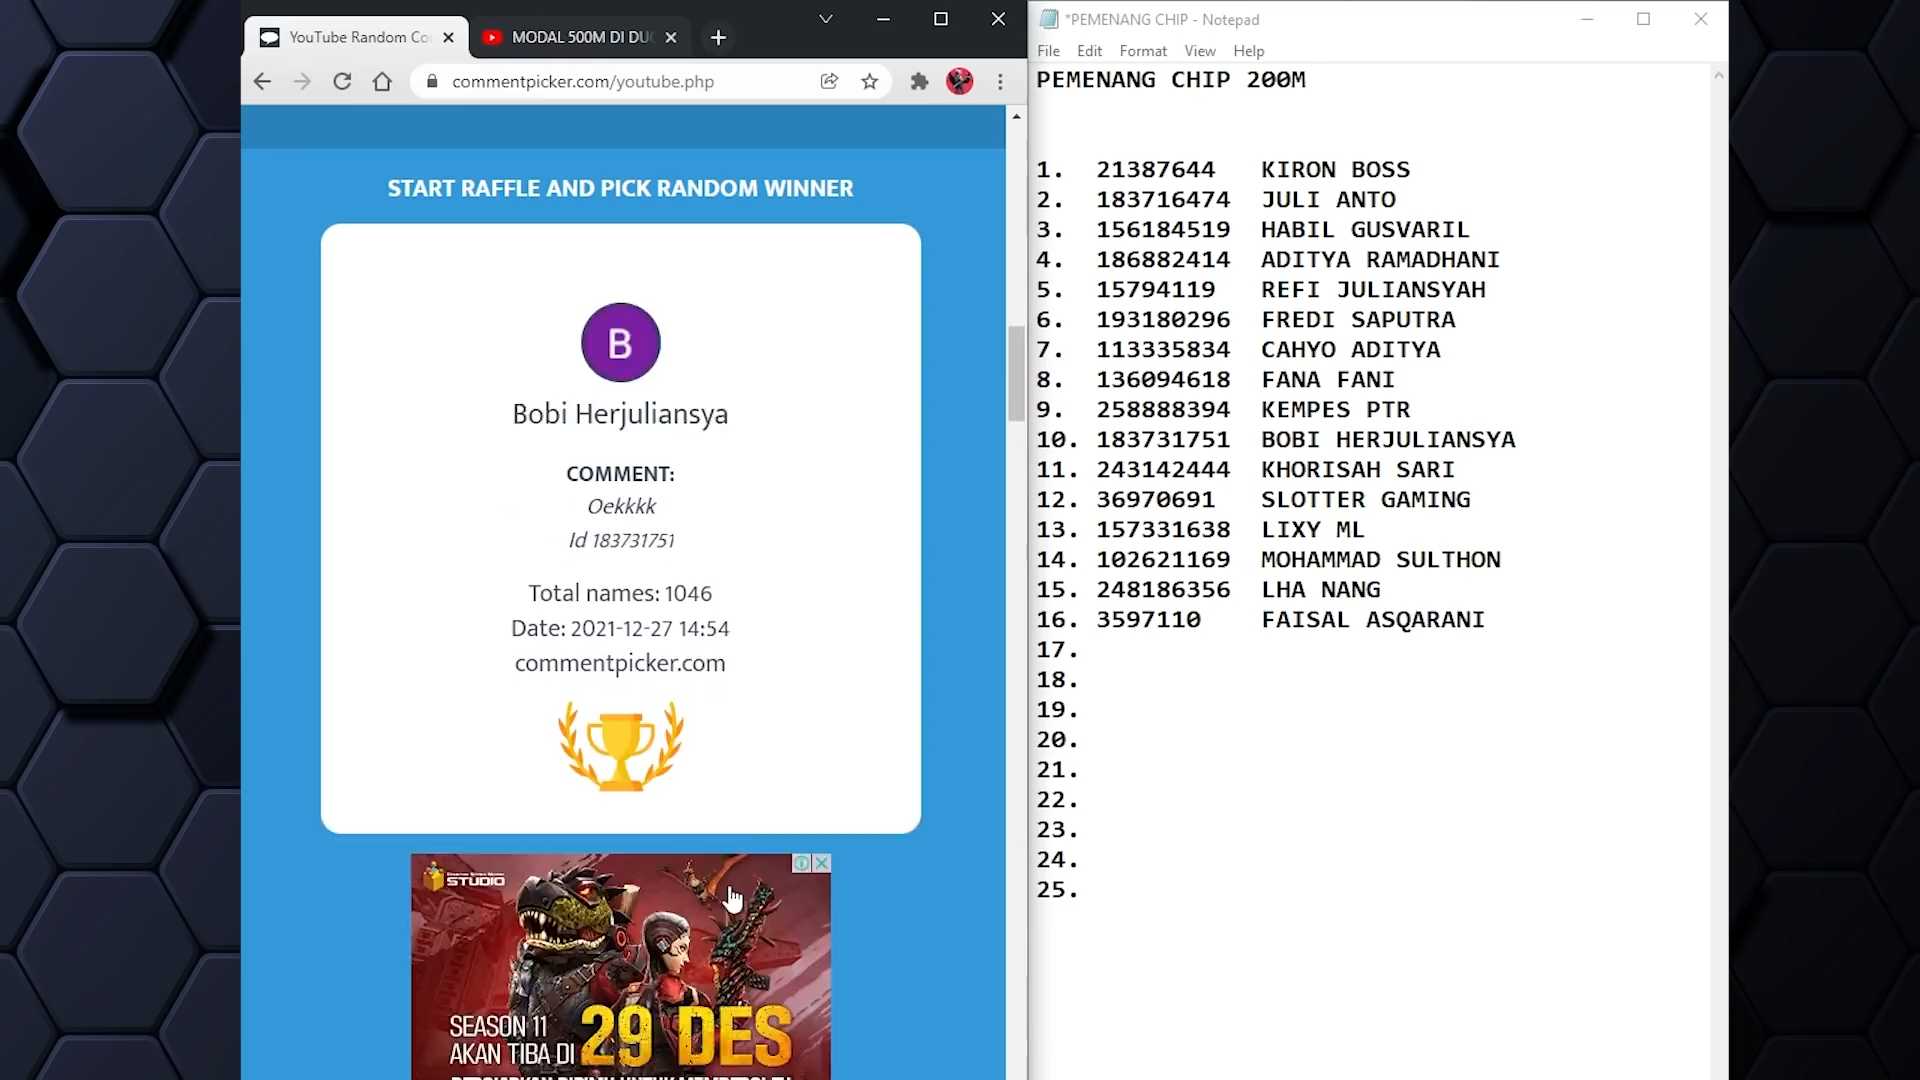 YouTube Random Co
MODAL 500M DI DU
commentpicker.com/youtube.php
START RAFFLE AND PICK RANDOM WINNER
B
Bobi Herjuliansya
COMMENT:
Oekkkk
Id 183731751
Total names: 1046
Date: 2021-12-27 14:54
commentpicker.com
STUDIO
SEASON 11
AKAN TIBA DI 29 DES
*PEMENANG CHIP - Notepad
File Edit Format View Help
PEMENANG CHIP 200M
1. 21387644 KIRON BOSS
2. 183716474 JULI ANTO
3. 156184519 HABIL GUSVARIL
4. 186882414 ADITYA RAMADHANI
5. 15794119 REFI JULIANSYAH
6. 193180296 FREDI SAPUTRA
7. 113335834 CAHYO ADITYA
8. 136094618 FANA FANI
9. 258888394 KEMPES PTR
10. 183731751 BOBI HERJULIANSYA
11. 243142444 KHORISAH SARI
12. 36970691 SLOTTER GAMING
13. 157331638 LIXY ML
14. 102621169 MOHAMMAD SULTHON
15. 248186356 LHA NANG
16. 3597110 FAISAL ASQARANI
17.
18.
19.
20.
21.
22.
23.
24.
25.